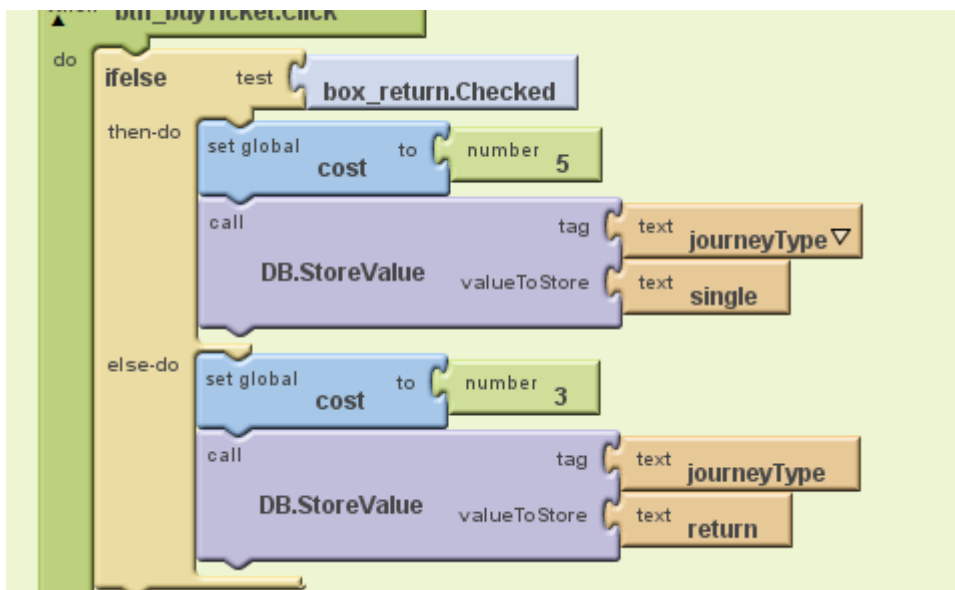 btn_buyTicket.Click
do
ifelse test box_return.Checked
then-do
set global cost to number 5
call DB.StoreValue
tag text journeyType
valueToStore text single
else-do
set global cost to number 3
call DB.StoreValue
tag text journeyType
valueToStore text return